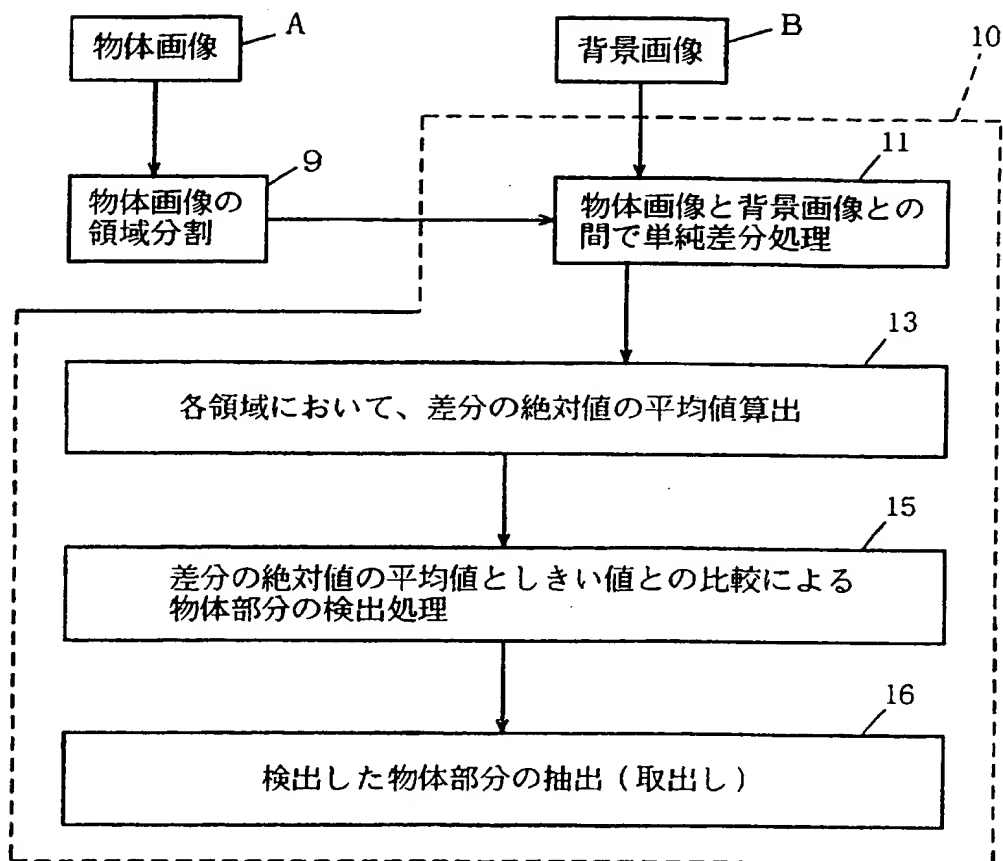 A
物体画像
B
背景画像
10
9
物体画像の
領域分割
11
物体画像と背景画像との
間で単純差分処理
13
各領域において、差分の絶対値の平均値算出
15
差分の絶対値の平均値としきい値との比較による
物体部分の検出処理
16
検出した物体部分の抽出(取出し)